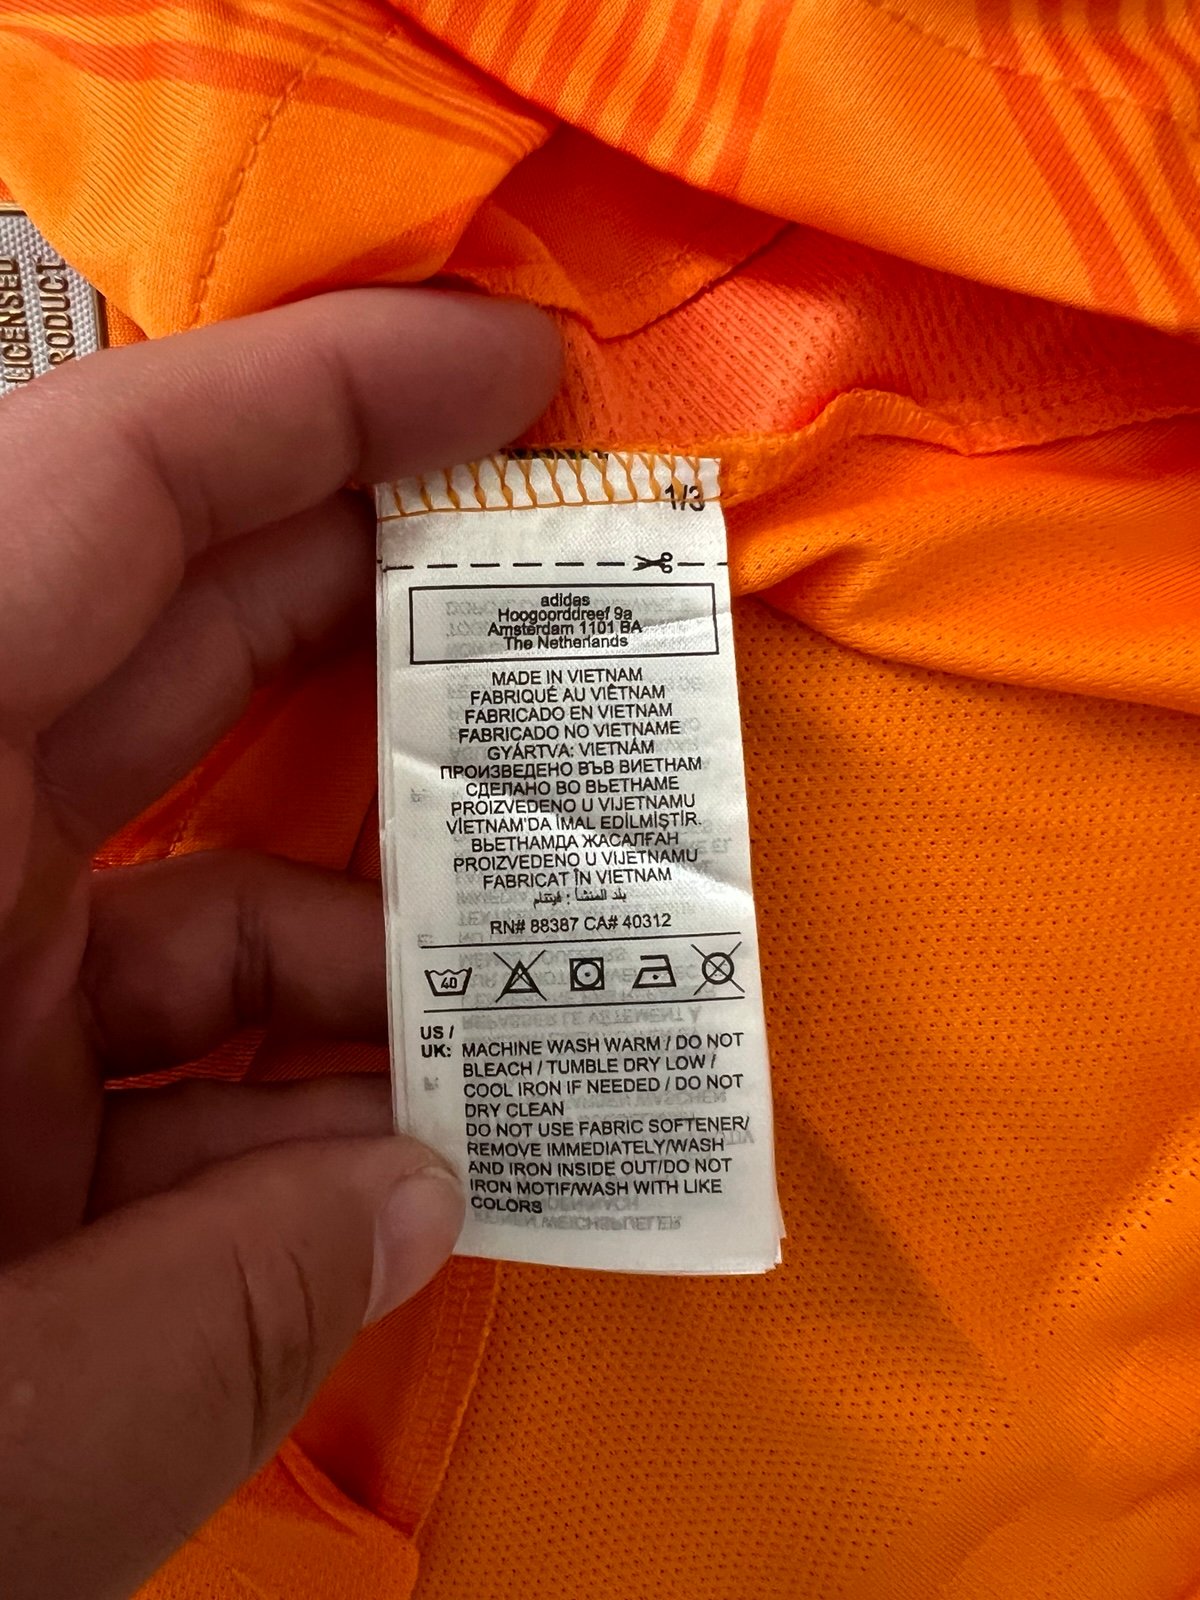 LICENSED
PRODUCT
1/3
adidas
Hoogoorddreef 9a
Amsterdam 1101 BA
The Netherlands
MADE IN VIETNAM
FABRIQUÉ AU VIÊTNAM
FABRICADO EN VIETNAM
FABRICADO NO VIETNAME
GYÁRTVA: VIETNÁM
ПРОИЗВЕДЕНО ВЪВ ВИЕТНАМ
СДЕЛАНО ВО ВЬЕТНАМЕ
PROIZVEDENO U VIJETNAMU
VİETNAM'DA İMAL EDİLMİŞTİR.
ВЬЕТНАМДА ЖАСАЛҒАН
PROIZVEDENO U VIJETNAMU
FABRICAT ÎN VIETNAM
بلد المنشأ : فيتنام
RN# 88387 CA# 40312
40
US /
UK: MACHINE WASH WARM / DO NOT
BLEACH / TUMBLE DRY LOW /
COOL IRON IF NEEDED / DO NOT
DRY CLEAN
DO NOT USE FABRIC SOFTENER/
REMOVE IMMEDIATELY/WASH
AND IRON INSIDE OUT/DO NOT
IRON MOTIF/WASH WITH LIKE
COLORS